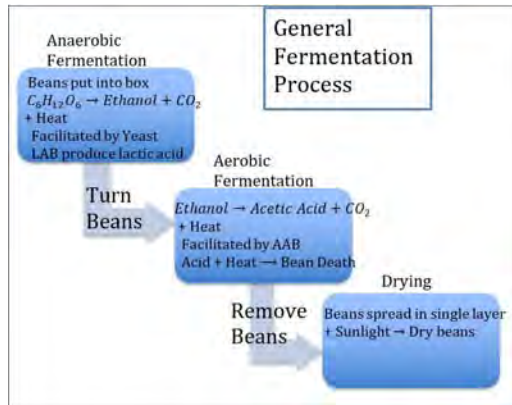 General
Fermentation
Process
Anaerobic
Fermentation
Beans put into box
C₆H₁₂O₆ → Ethanol + CO₂
+ Heat
Facilitated by Yeast
LAB produce lactic acid
Turn
Beans
Aerobic
Fermentation
Ethanol → Acetic Acid + CO₂
+ Heat
Facilitated by AAB
Acid + Heat → Bean Death
Remove
Beans
Drying
Beans spread in single layer
+ Sunlight → Dry beans